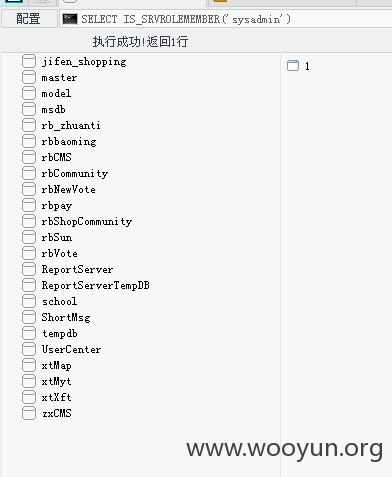 配置
SELECT IS_SRVROLEMEMBER('sysadmin')
执行成功!返回1行
jifen_shopping
master
model
msdb
rb_zhuanti
rbbaoming
rbCMS
rbCommunity
rbNewVote
rbpay
rbShopCommunity
rbSun
rbVote
ReportServer
ReportServerTempDB
school
ShortMsg
tempdb
UserCenter
xtMap
xtMyt
xtXft
zxCMS
1
www.wooyun.org